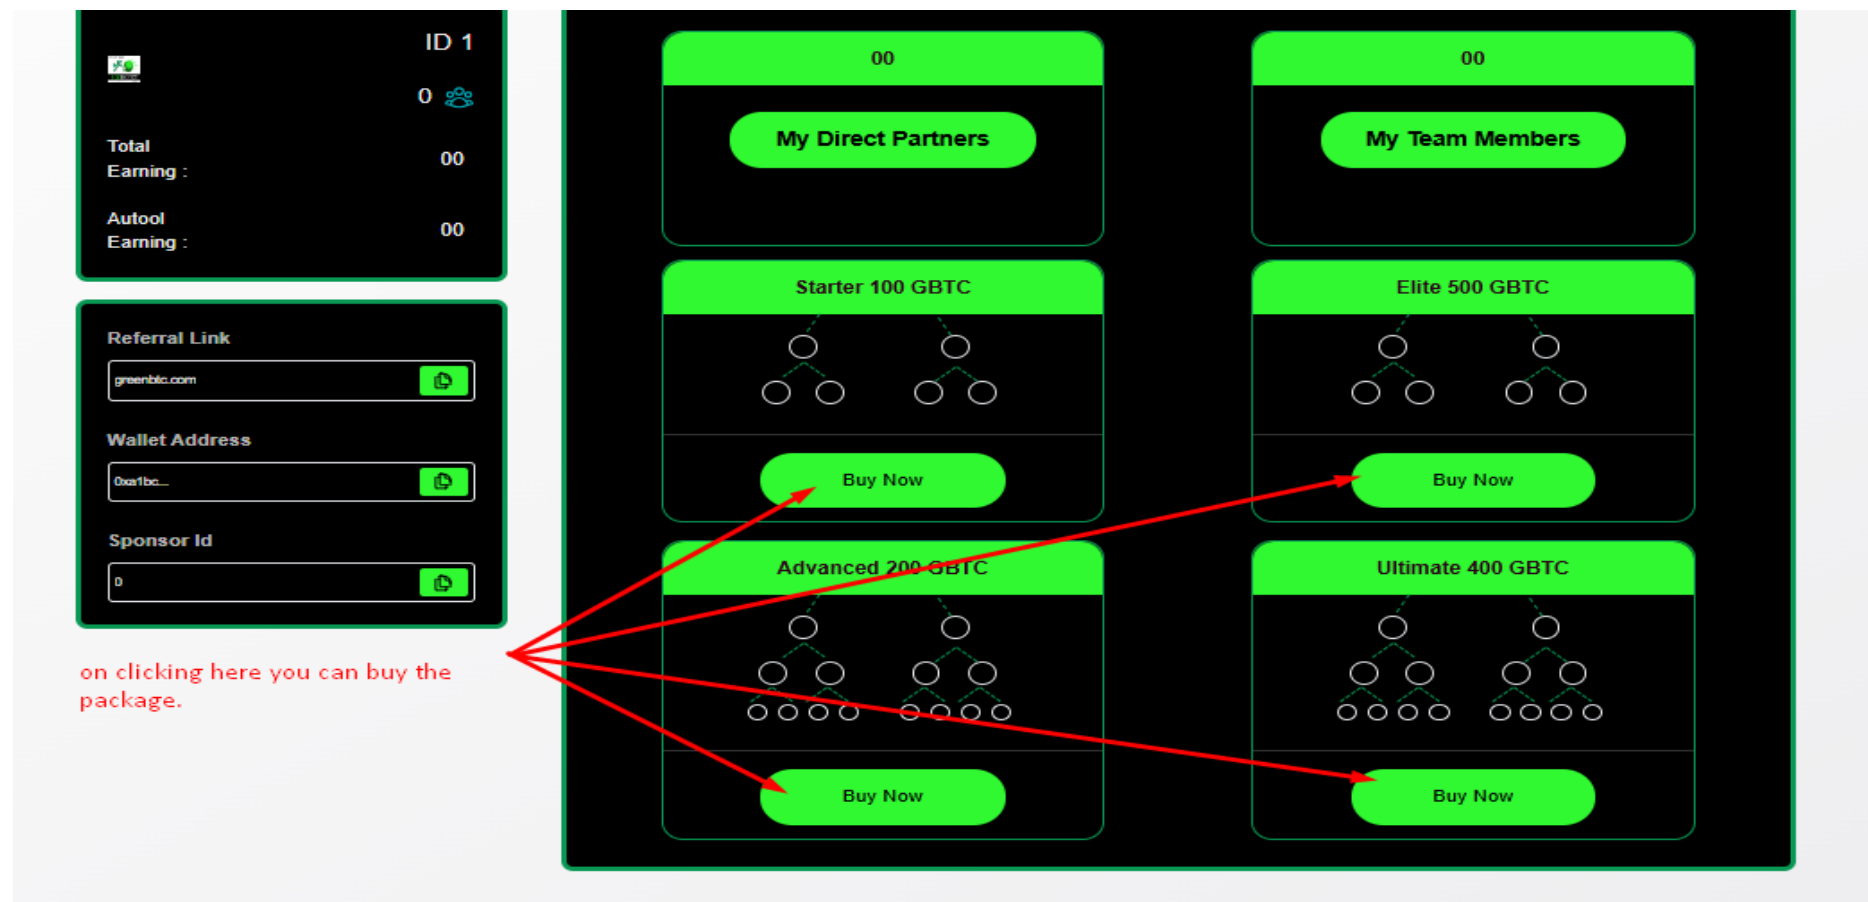 ID 1
0
Total
Earning :
00
Autool
Earning :
00
Referral Link
greenbtc.com
Wallet Address
0xa1bc...
Sponsor Id
0
on clicking here you can buy the
package.
00
My Direct Partners
00
My Team Members
Starter 100 GBTC
Buy Now
Elite 500 GBTC
Buy Now
Advanced 200 GBTC
Buy Now
Ultimate 400 GBTC
Buy Now